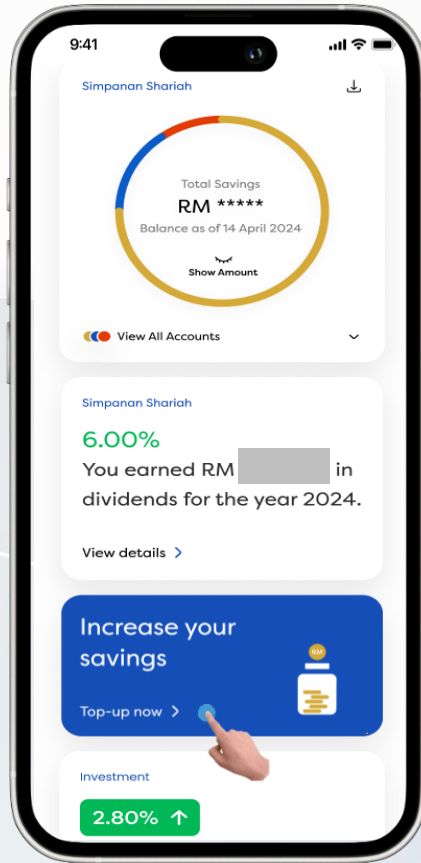 9:41
Simpanan Shariah
Total Savings
RM *****
Balance as of 14 April 2024
Show Amount
View All Accounts
Simpanan Shariah
6.00%
You earned RM in
dividends for the year 2024.
View details >
Increase your
savings
RM
Top-up now >
Investment
2.80% ↑